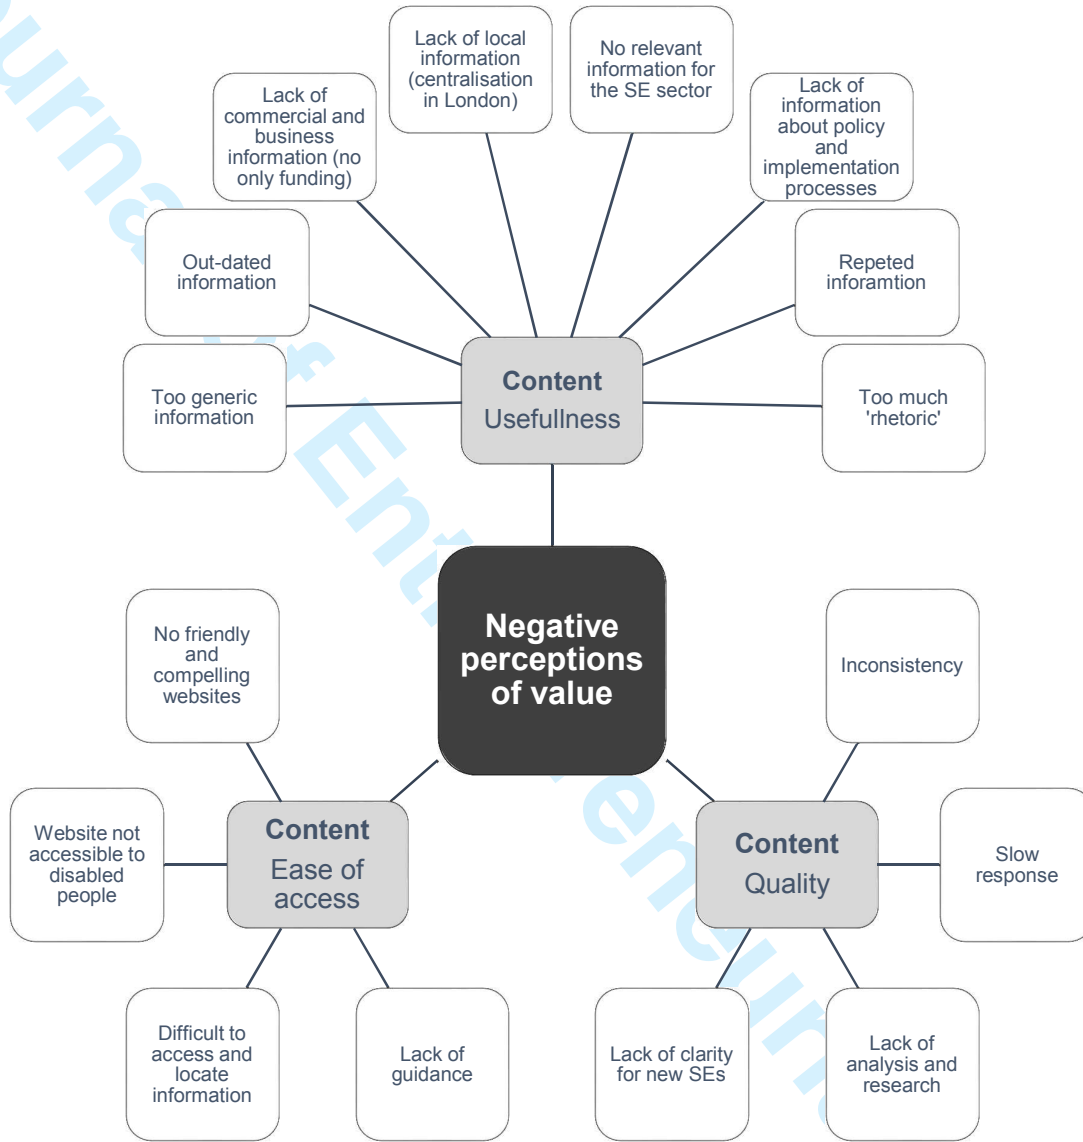 Lack of local
information
(centralisation
in London)
No relevant
information for
the SE sector
Lack of
commercial and
business
information (no
only funding)
Lack of
information
about policy
and
implementation
processes
Out-dated
information
Repeted
inforamtion
Too generic
information
Content
Usefullness
Too much
'rhetoric'
Negative
perceptions
of value
No friendly
and
compelling
websites
Inconsistency
Website not
accessible to
disabled
people
Content
Ease of
access
Content
Quality
Slow
response
Difficult to
access and
locate
information
Lack of
guidance
Lack of clarity
for new SEs
Lack of
analysis and
research